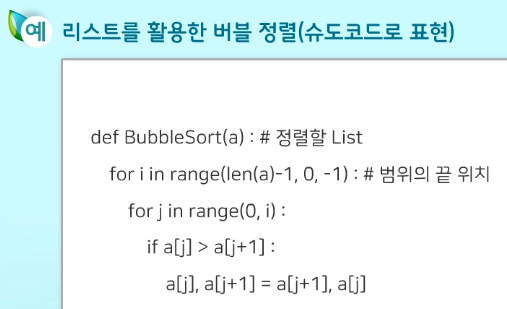 예 리스트를 활용한 버블 정렬(슈도코드로 표현)
def BubbleSort(a) : # 정렬할 List
for i in range(len(a)-1, 0, -1) : # 범위의 끝 위치
for j in range(0, i) :
if a[j] > a[j+1] :
a[j], a[j+1] = a[j+1], a[j]